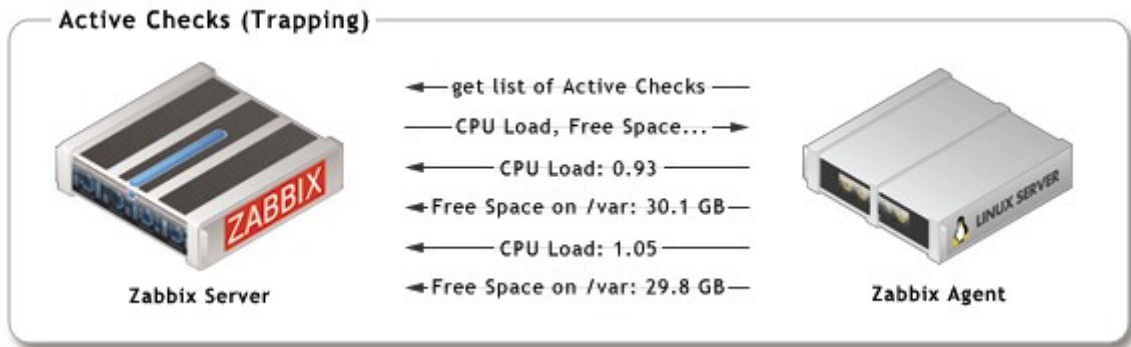 Active Checks (Trapping)
get list of Active Checks
CPU Load, Free Space...
CPU Load: 0.93
Free Space on /var: 30.1 GB
CPU Load: 1.05
Free Space on /var: 29.8 GB
ZABBIX
LINUX SERVER
Zabbix Server
Zabbix Agent